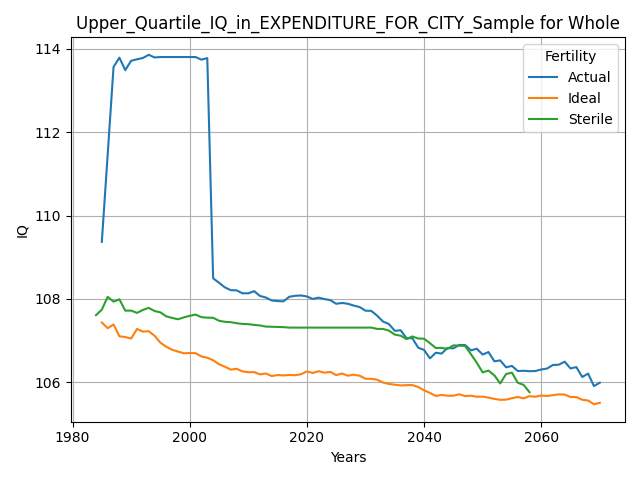 Upper_Quartile_IQ_in_EXPENDITURE_FOR_CITY_Sample for Whole
114
112
110
108
106
IQ
Fertility
Actual
Ideal
Sterile
1980
2000
2020
2040
2060
Years